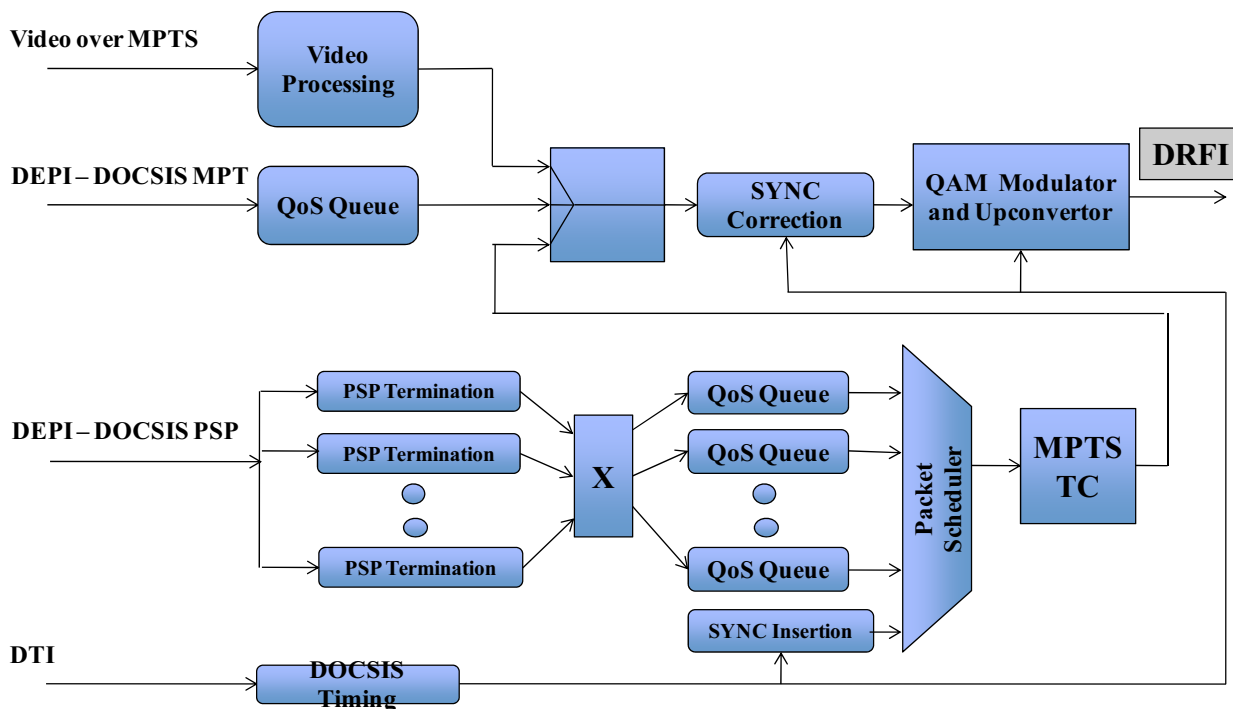 Video over MPTS
Video
Processing
DEPI – DOCSIS MPT
QoS Queue
SYNC
Correction
QAM Modulator
and Upconvertor
DRFI
DEPI – DOCSIS PSP
PSP Termination
PSP Termination
PSP Termination
X
QoS Queue
QoS Queue
QoS Queue
SYNC Insertion
Packet
Scheduler
MPTS
TC
DTI
DOCSIS
Timing